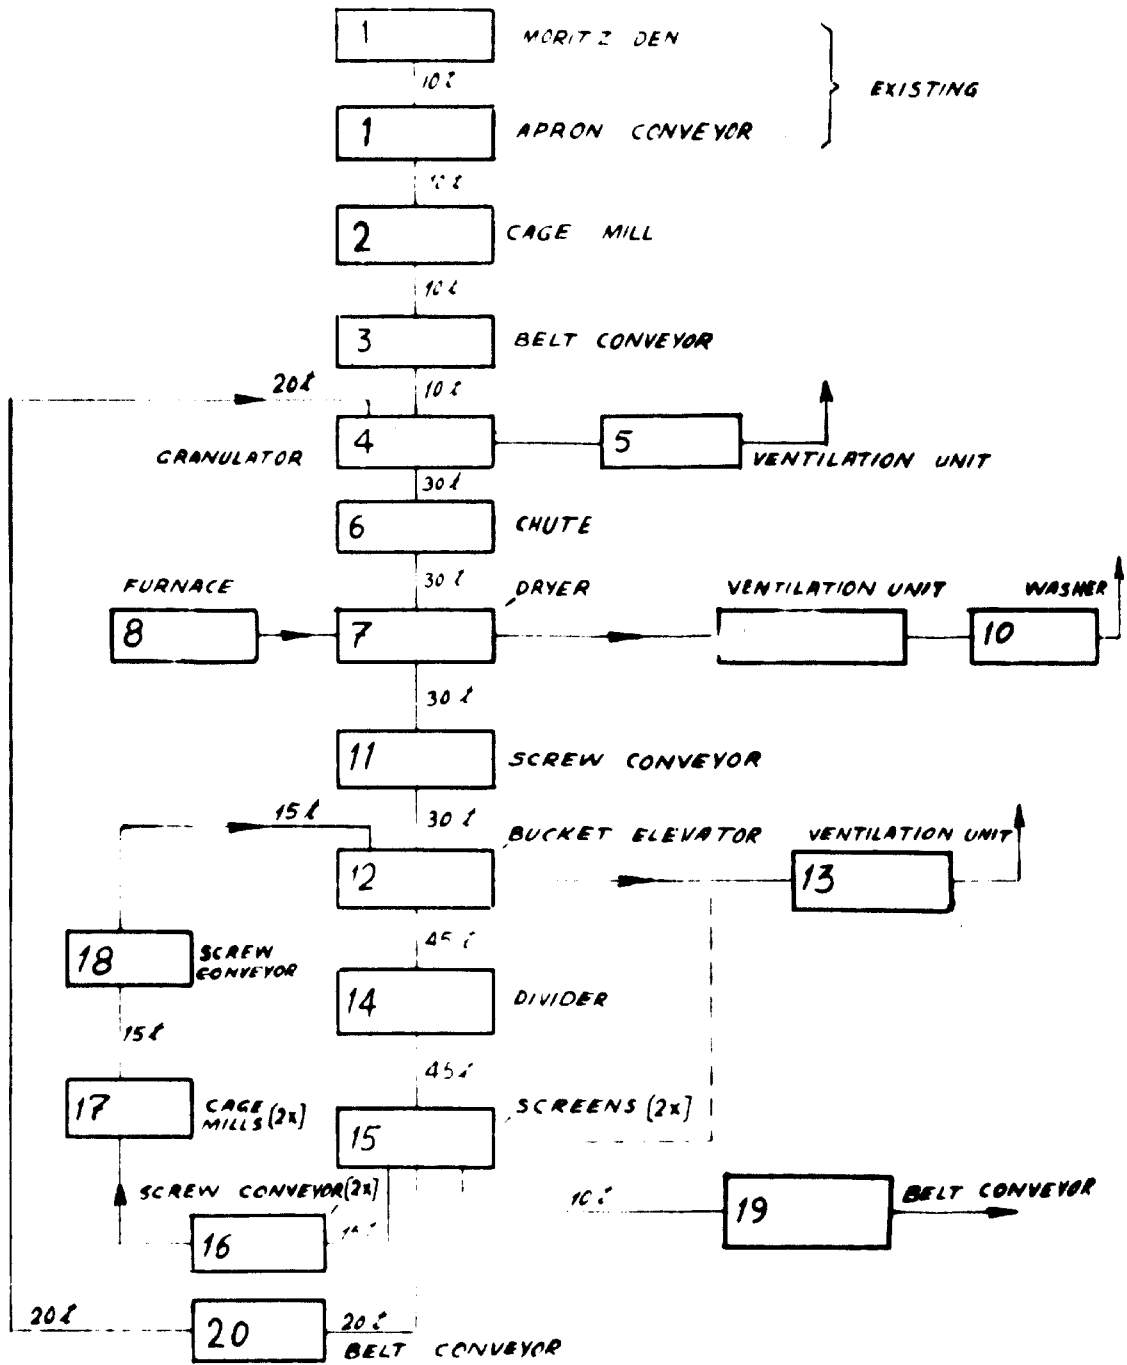 1 MORITZ DEN
10 t
EXISTING
1 APRON CONVEYOR
10 t
2 CAGE MILL
10 t
3 BELT CONVEYOR
20 t
10 t
4
5
GRANULATOR
VENTILATION UNIT
30 t
6 CHUTE
30 t
FURNACE
DRYER
VENTILATION UNIT
WASHER
8
7
10
30 t
11 SCREW CONVEYOR
15 t
30 t
BUCKET ELEVATOR
VENTILATION UNIT
12
13
45 t
18
SCREW
CONVEYOR
14 DIVIDER
15 t
45 t
17
CAGE
MILLS (2x)
SCREENS (2x)
15
SCREW CONVEYOR (2x)
10 t
19
BELT CONVEYOR
16
15 t
20 t
20
20 t
BELT CONVEYOR